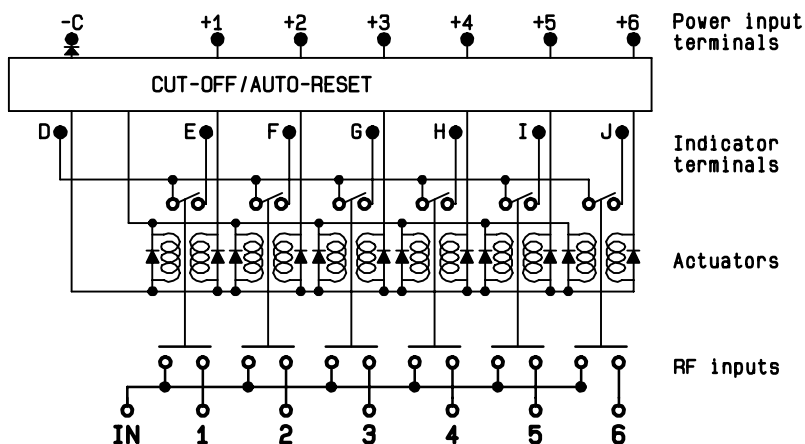 -C +1 +2 +3 +4 +5 +6 Power input
terminals
CUT-OFF/AUTO-RESET
D E F G H I J Indicator
terminals
Actuators
RF inputs
IN 1 2 3 4 5 6